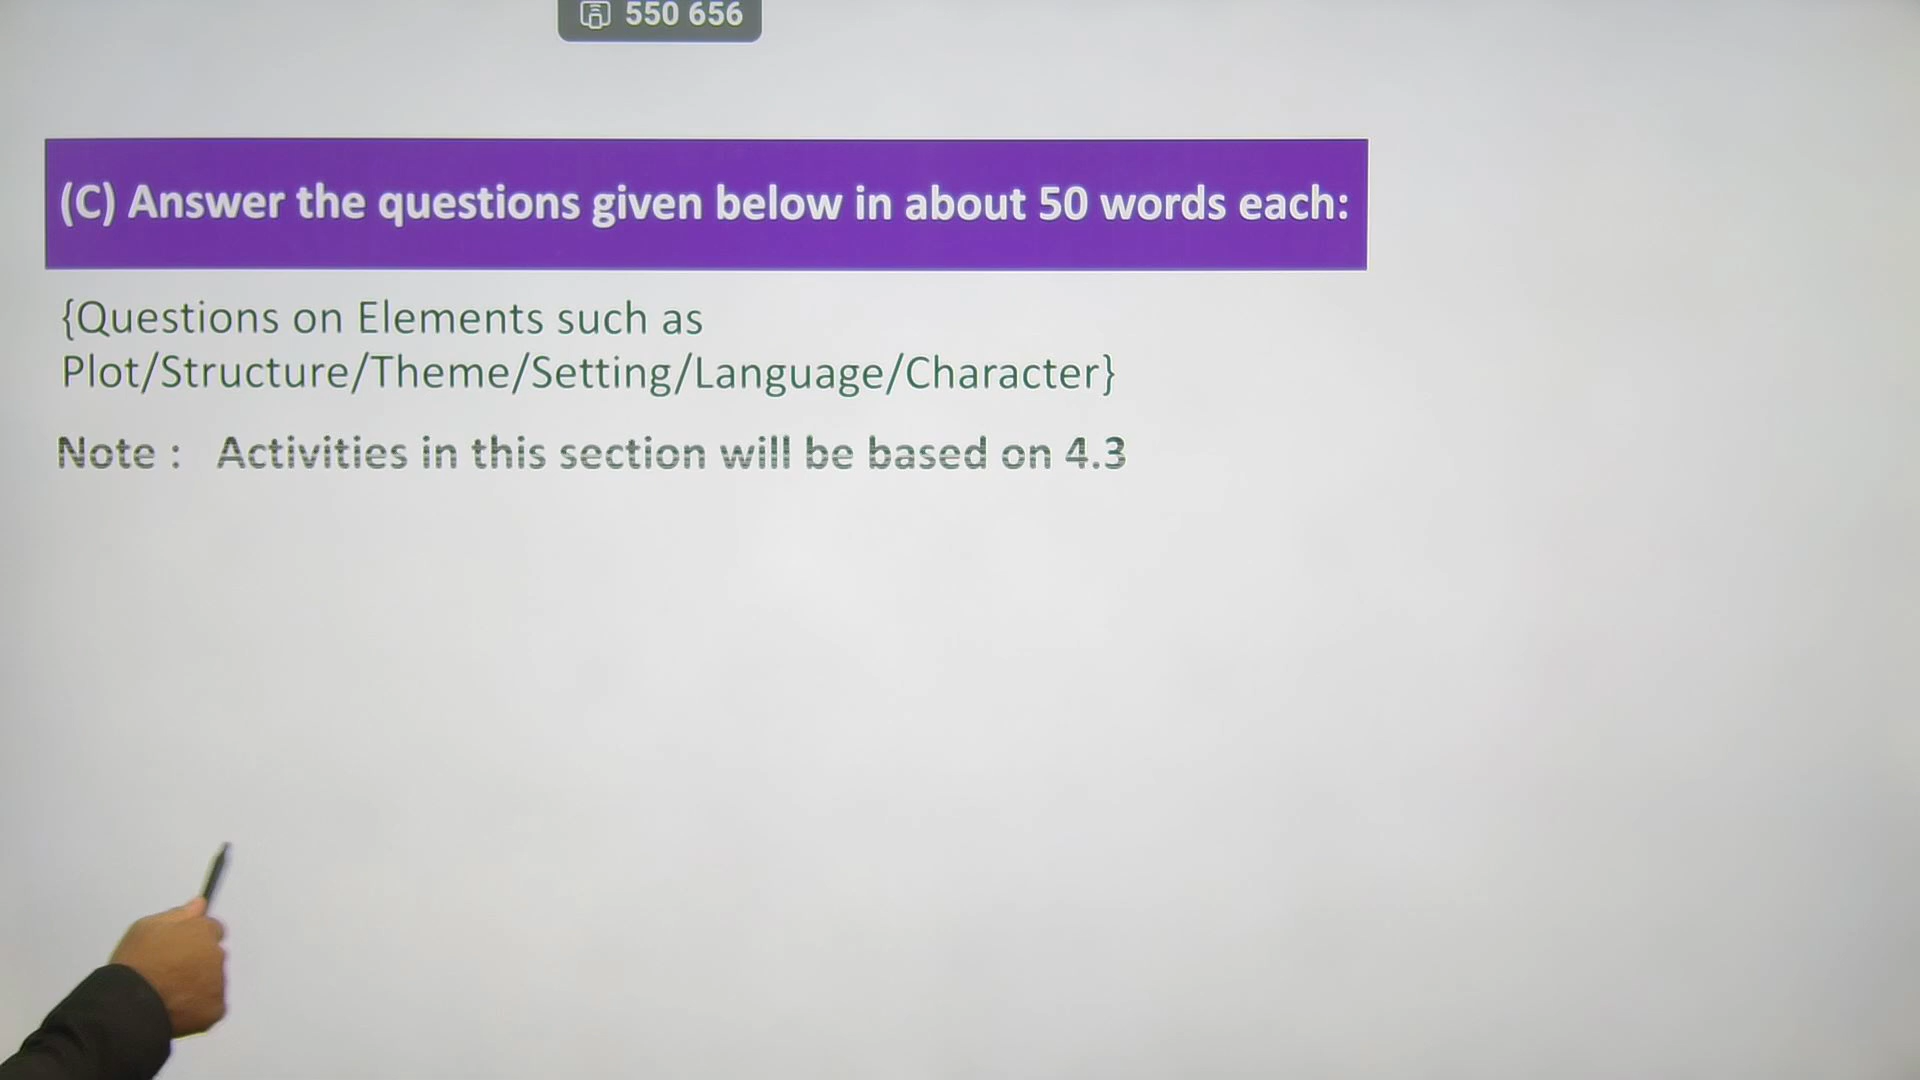 550 656
(C) Answer the questions given below in about 50 words each:
{Questions on Elements such as
Plot/Structure/Theme/Setting/Language/Character}
Note : Activities in this section will be based on 4.3